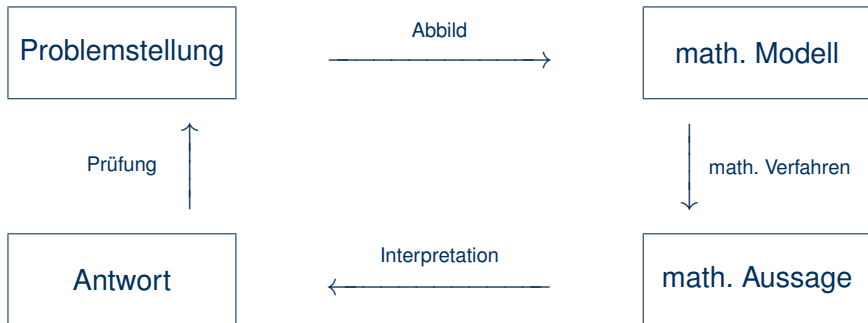 Abbild
Problemstellung
math. Modell
Prüfung
math. Verfahren
Interpretation
Antwort
math. Aussage